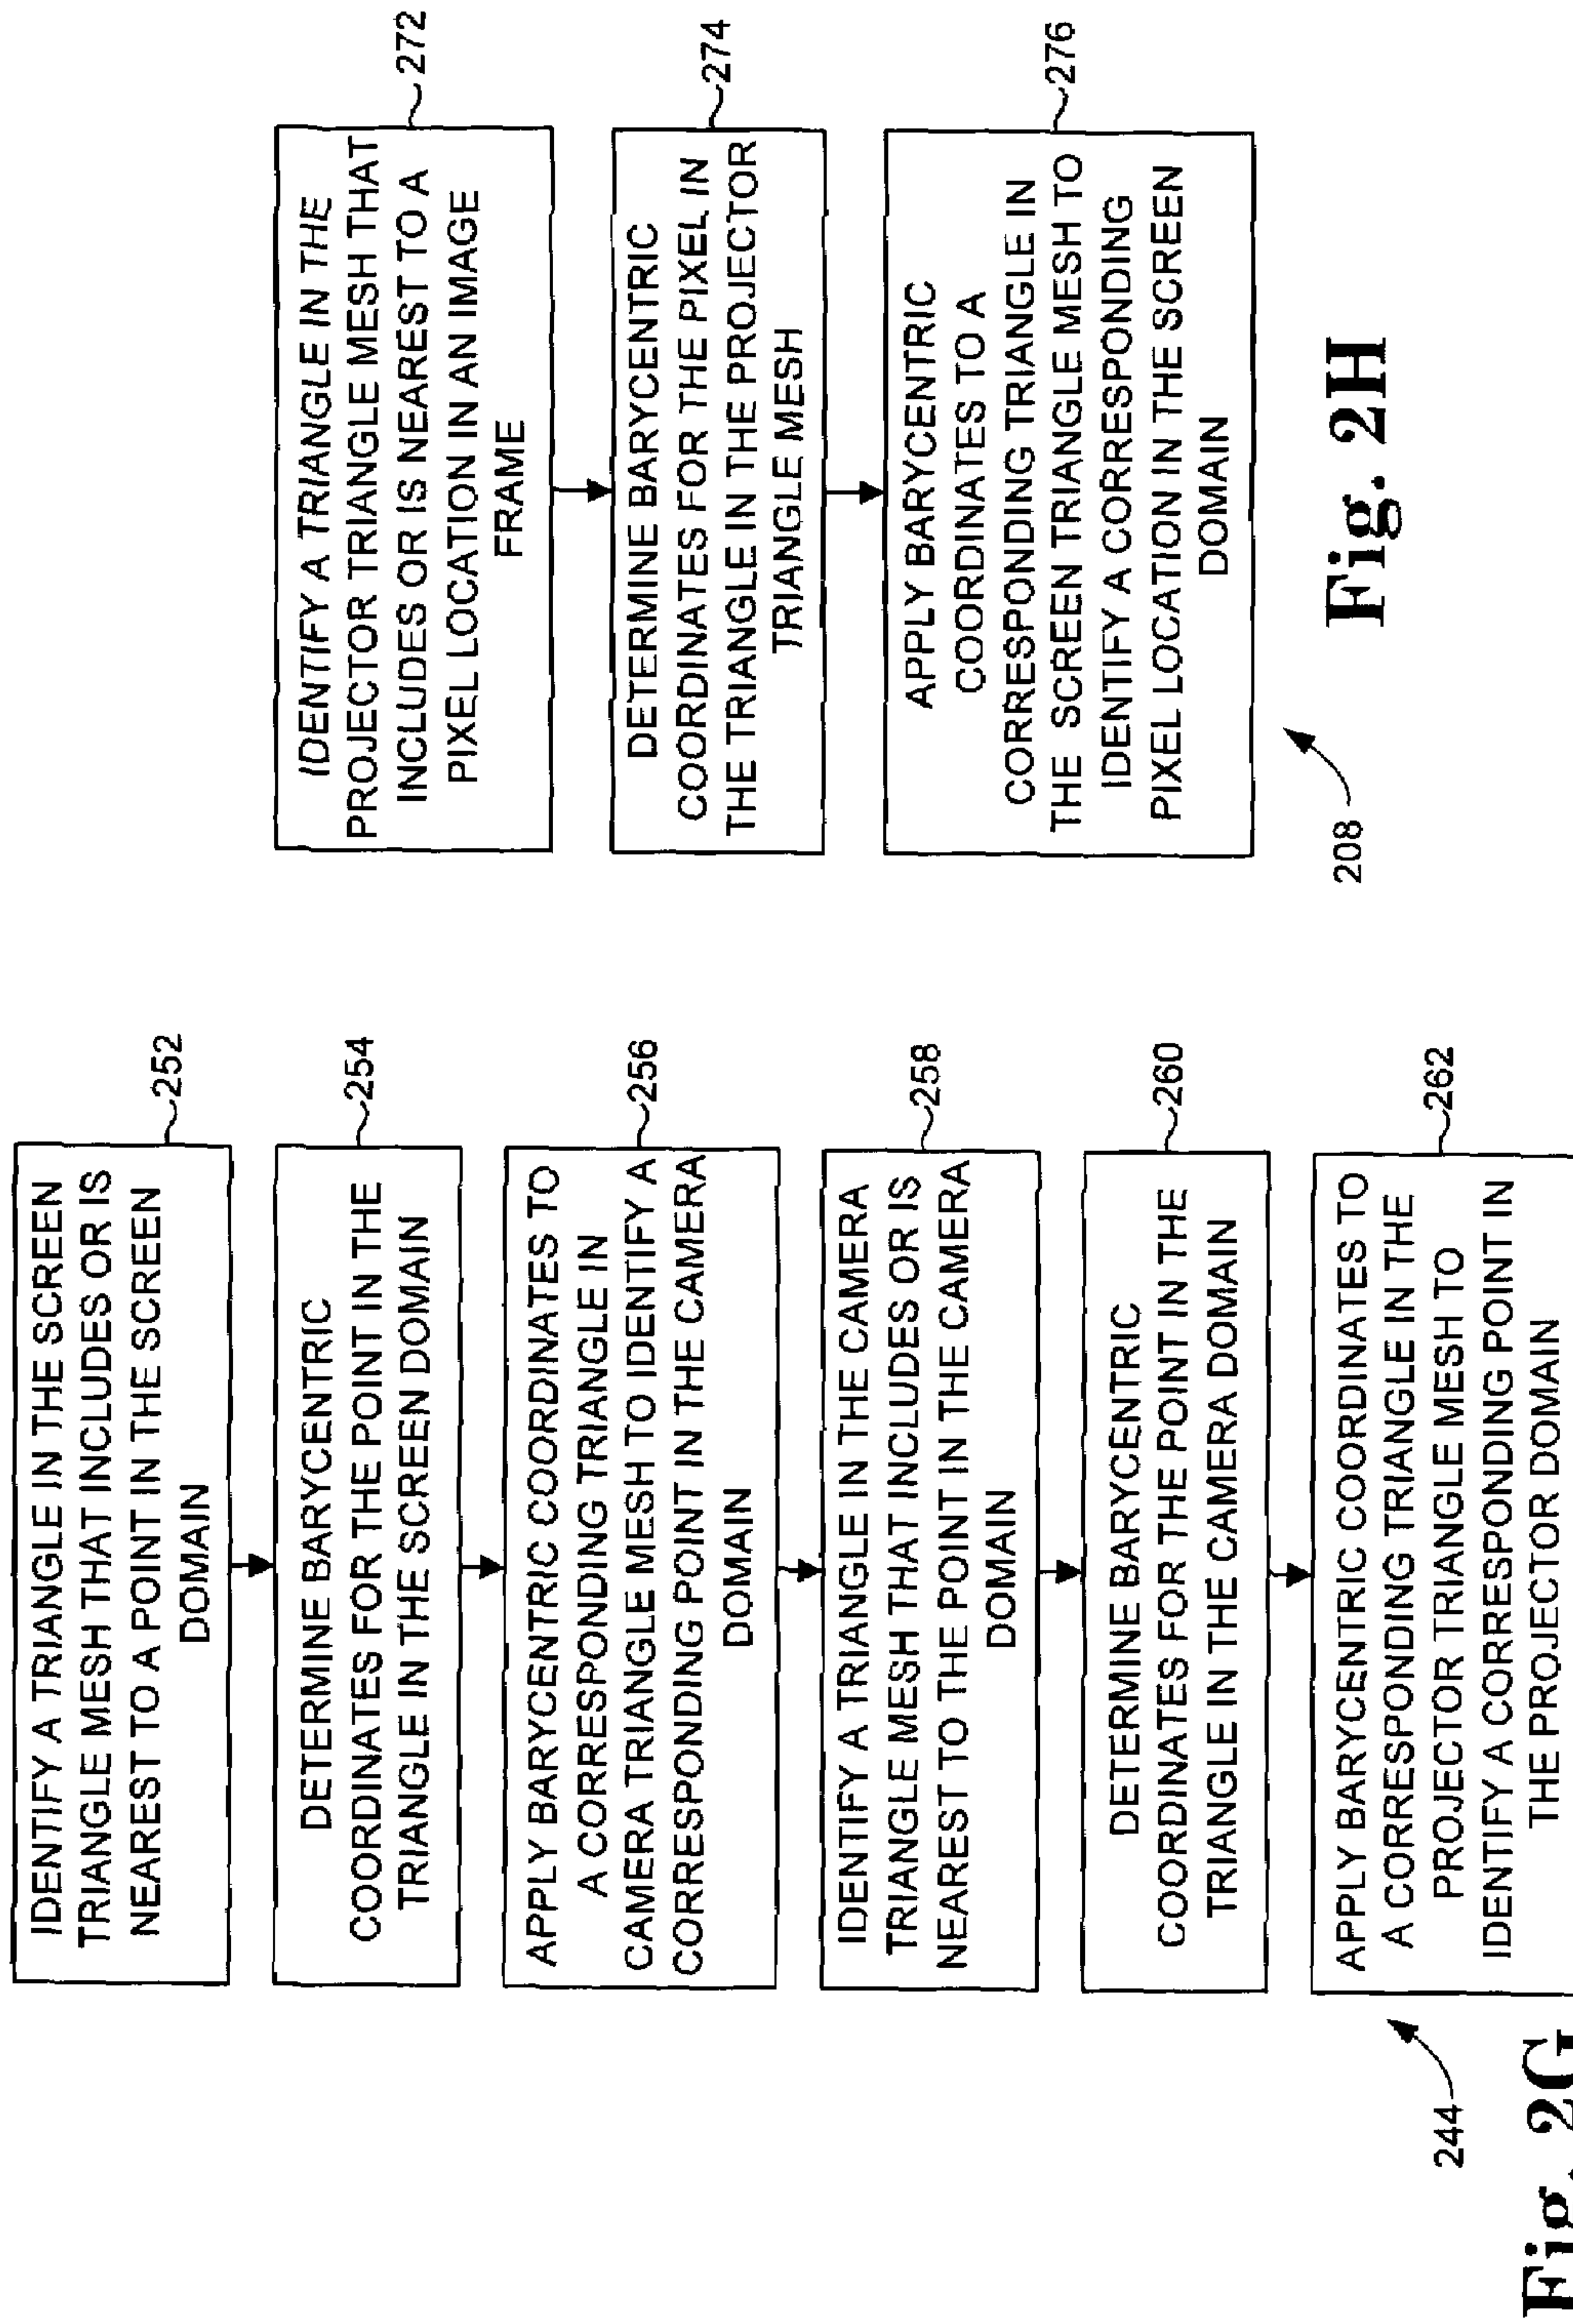 IDENTIFY A TRIANGLE IN THE SCREEN
TRIANGLE MESH THAT INCLUDES OR IS
NEAREST TO A POINT IN THE SCREEN
DOMAIN
252
DETERMINE BARYCENTRIC
COORDINATES FOR THE POINT IN THE
TRIANGLE IN THE SCREEN DOMAIN
254
APPLY BARYCENTRIC COORDINATES TO
A CORRESPONDING TRIANGLE IN
CAMERA TRIANGLE MESH TO IDENTIFY A
CORRESPONDING POINT IN THE CAMERA
DOMAIN
256
IDENTIFY A TRIANGLE IN THE CAMERA
TRIANGLE MESH THAT INCLUDES OR IS
NEAREST TO THE POINT IN THE CAMERA
DOMAIN
258
DETERMINE BARYCENTRIC
COORDINATES FOR THE POINT IN THE
TRIANGLE IN THE CAMERA DOMAIN
260
APPLY BARYCENTRIC COORDINATES TO
A CORRESPONDING TRIANGLE IN THE
PROJECTOR TRIANGLE MESH TO
IDENTIFY A CORRESPONDING POINT IN
THE PROJECTOR DOMAIN
262
244
Fig. 2G
IDENTIFY A TRIANGLE IN THE
PROJECTOR TRIANGLE MESH THAT
INCLUDES OR IS NEAREST TO A
PIXEL LOCATION IN AN IMAGE
FRAME
272
DETERMINE BARYCENTRIC
COORDINATES FOR THE PIXEL IN
THE TRIANGLE IN THE PROJECTOR
TRIANGLE MESH
274
APPLY BARYCENTRIC
COORDINATES TO A
CORRESPONDING TRIANGLE IN
THE SCREEN TRIANGLE MESH TO
IDENTIFY A CORRESPONDING
PIXEL LOCATION IN THE SCREEN
DOMAIN
276
208
Fig. 2H